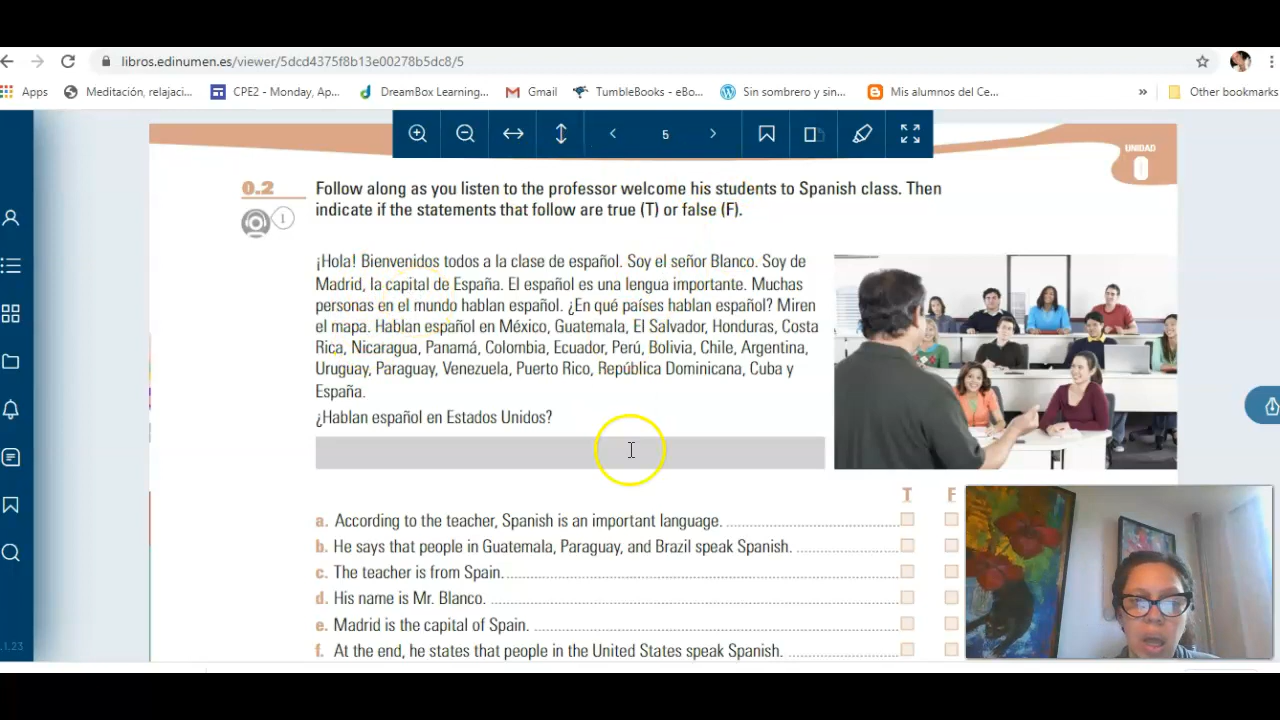 libros.edinumen.es/viewer/5dcd4375f8b13e00278b5dc8/5
Apps Meditación, relajaci... CPE2 - Monday, Ap... DreamBox Learning... Gmail TumbleBooks - eBo... Sin sombrero y sin... Mis alumnos del Ce... » Other bookmarks
5
UNIDAD
0
0.2 Follow along as you listen to the professor welcome his students to Spanish class. Then
1 indicate if the statements that follow are true (T) or false (F).
¡Hola! Bienvenidos todos a la clase de español. Soy el señor Blanco. Soy de
Madrid, la capital de España. El español es una lengua importante. Muchas
personas en el mundo hablan español. ¿En qué países hablan español? Miren
el mapa. Hablan español en México, Guatemala, El Salvador, Honduras, Costa
Rica, Nicaragua, Panamá, Colombia, Ecuador, Perú, Bolivia, Chile, Argentina,
Uruguay, Paraguay, Venezuela, Puerto Rico, República Dominicana, Cuba y
España.
¿Hablan español en Estados Unidos?
T F
a. According to the teacher, Spanish is an important language.
b. He says that people in Guatemala, Paraguay, and Brazil speak Spanish.
c. The teacher is from Spain.
d. His name is Mr. Blanco.
e. Madrid is the capital of Spain.
f. At the end, he states that people in the United States speak Spanish.